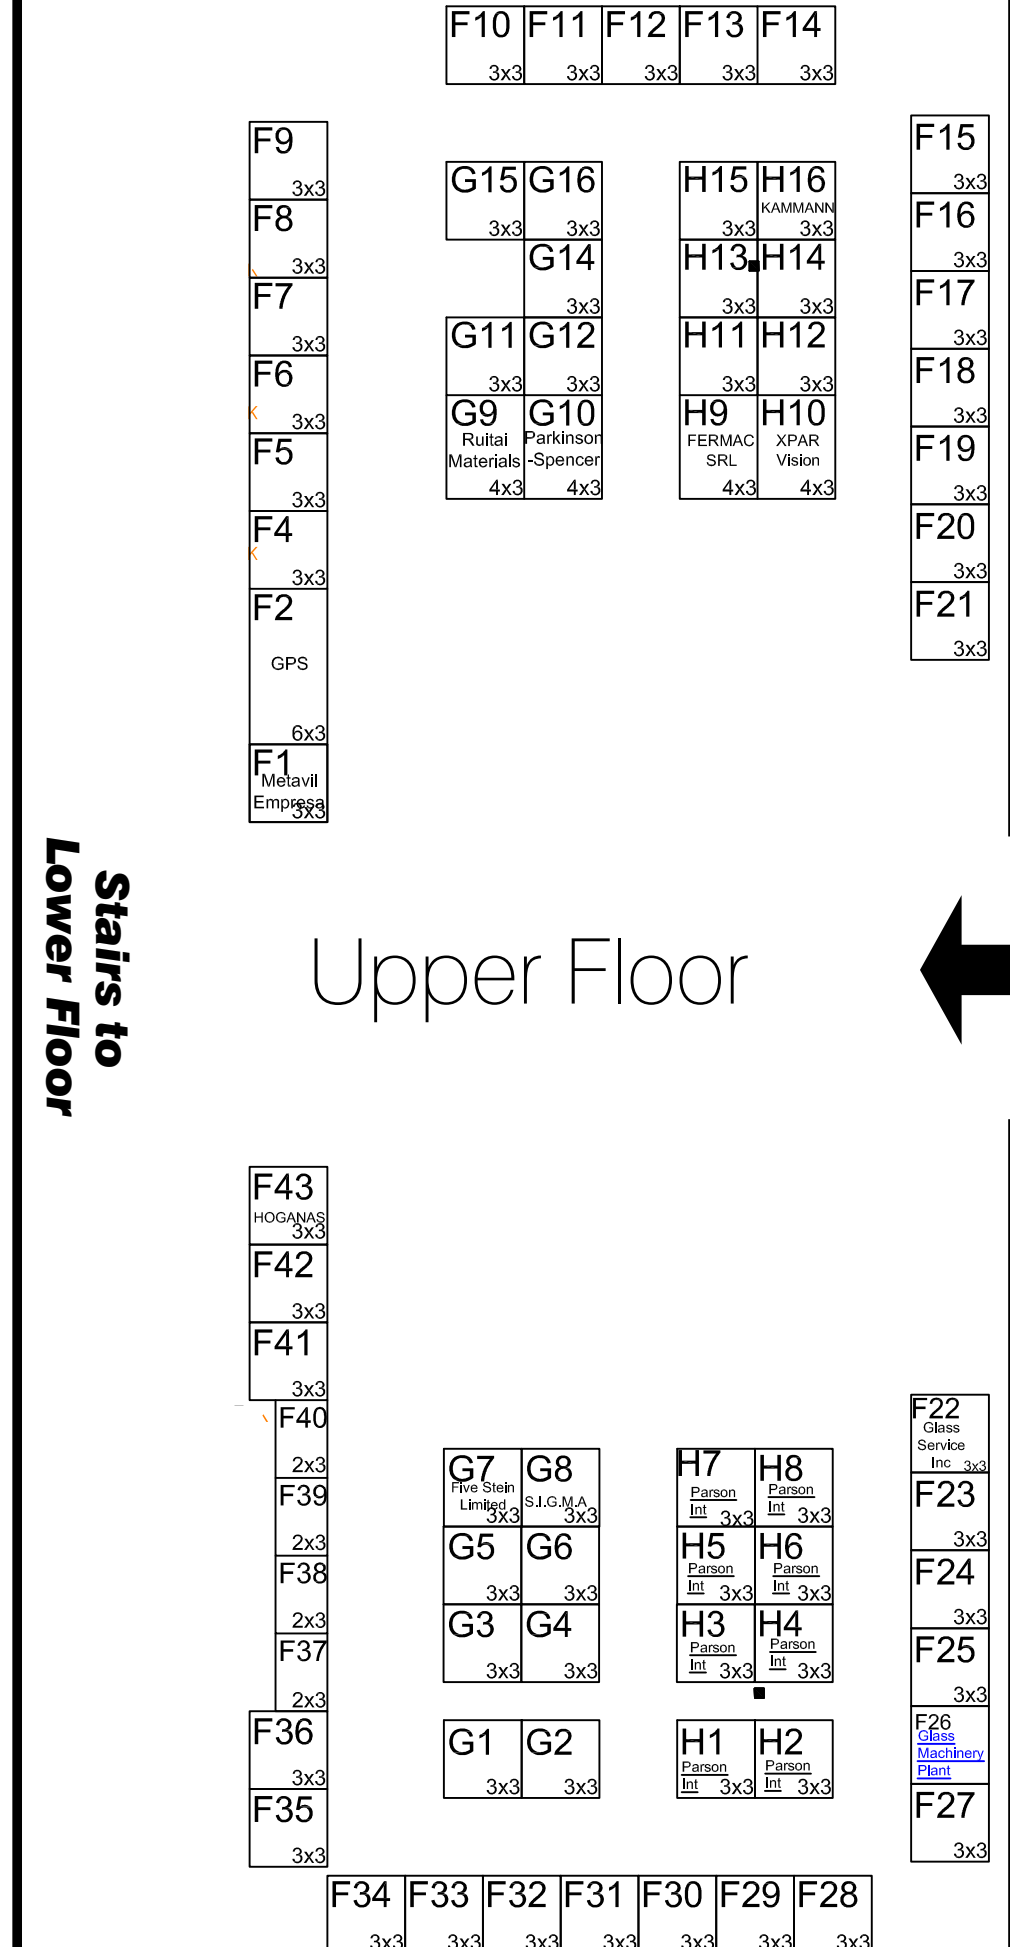 F10 F11 F12 F13 F14
3x3 3x3 3x3 3x3 3x3
F9
3x3
F8
3x3
F7
3x3
F6
K
3x3
F5
3x3
F4
K
3x3
F2
GPS
6x3
F1
Metavil
Empresa
3x3
G15 G16
3x3 3x3
G14
3x3
G11 G12
3x3 3x3
G9 G10
Ruitai Parkinson
Materials -Spencer
4x3 4x3
H15 H16
KAMMANN
3x3 3x3
H13 H14
3x3 3x3
H11 H12
3x3 3x3
H9 H10
FERMAC XPAR
SRL Vision
4x3 4x3
F15
3x3
F16
3x3
F17
3x3
F18
3x3
F19
3x3
F20
3x3
F21
3x3
Stairs to
Lower Floor
Upper Floor
F43
HOGANAS
3x3
F42
3x3
F41
3x3
F40
2x3
F39
2x3
F38
2x3
F37
2x3
F36
3x3
F35
3x3
G7 G8
Five Stein
Limited S.I.G.M.A
3x3 3x3
G5 G6
3x3 3x3
G3 G4
3x3 3x3
G1 G2
3x3 3x3
H7 H8
Parson Parson
Int 3x3 Int 3x3
H5 H6
Parson Parson
Int 3x3 Int 3x3
H3 H4
Parson Parson
Int 3x3 Int 3x3
H1 H2
Parson Parson
Int 3x3 Int 3x3
F22
Glass
Service
Inc 3x3
F23
3x3
F24
3x3
F25
3x3
F26
Glass
Machinery
Plant
F27
3x3
F34 F33 F32 F31 F30 F29 F28
3x3 3x3 3x3 3x3 3x3 3x3 3x3